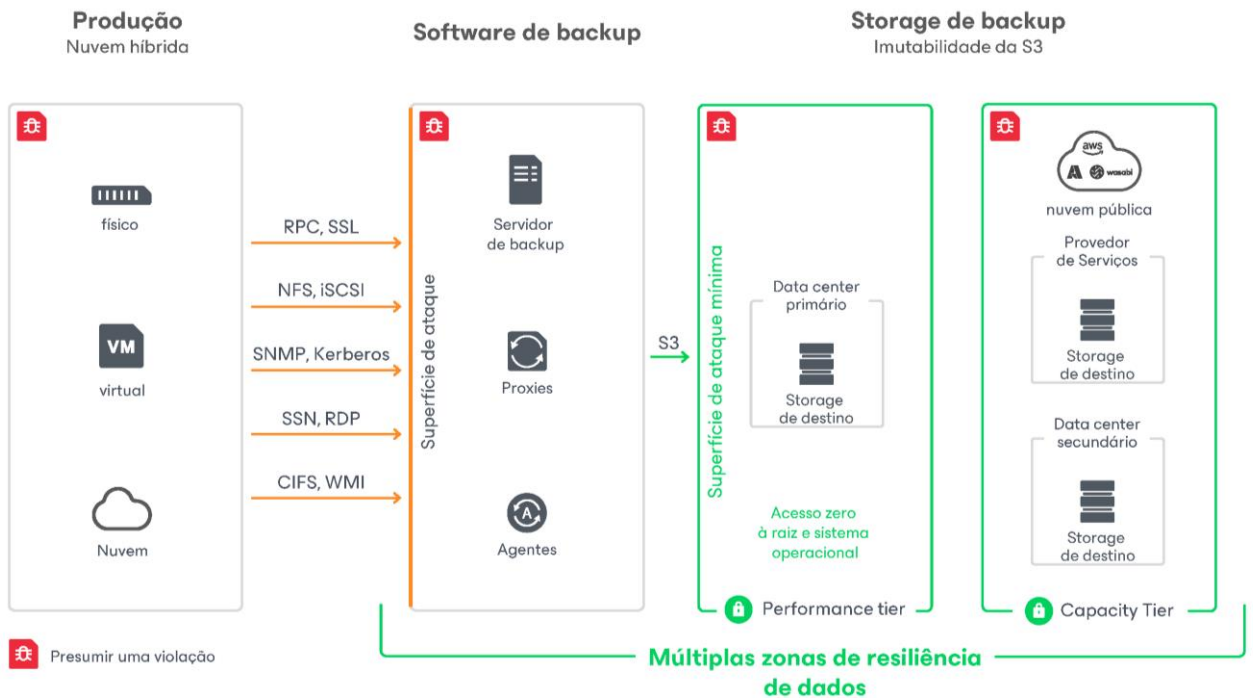 Produção
Nuvem híbrida
Software de backup
Storage de backup
Imutabilidade da S3
físico
VM
virtual
Nuvem
RPC, SSL
NFS, iSCSI
SNMP, Kerberos
SSN, RDP
CIFS, WMI
Superfície de ataque
Servidor
de backup
Proxies
A
Agentes
S3
Superfície de ataque mínima
Data center
primário
Storage
de destino
Acesso zero
à raiz e sistema
operacional
Performance tier
aws
wasabi
nuvem pública
Provedor
de Serviços
Storage
de destino
Data center
secundário
Storage
de destino
Capacity Tier
Presumir uma violação
Múltiplas zonas de resiliência
de dados